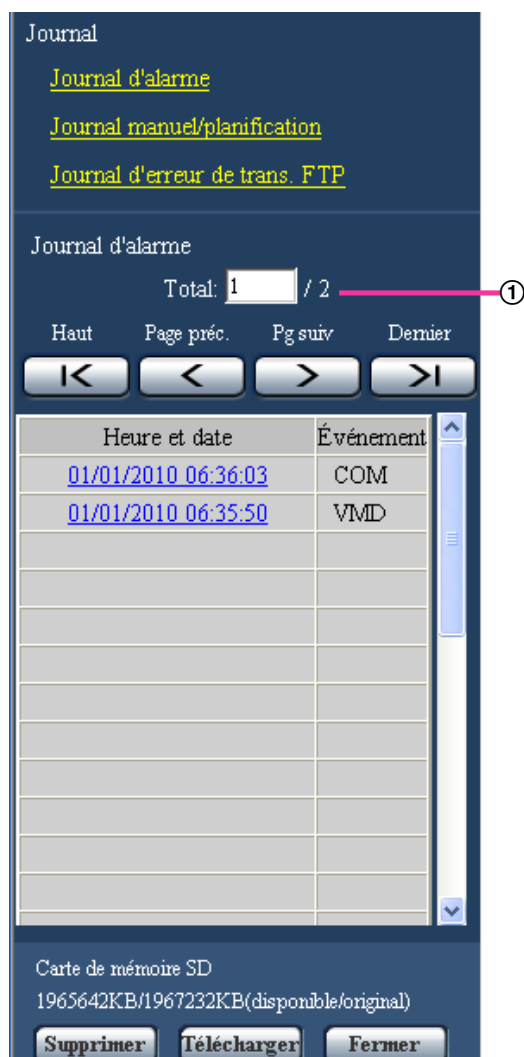 Journal
Journal d'alarme
Journal manuel/planification
Journal d'erreur de trans. FTP
Journal d'alarme
Total: 1 / 2 ①
Haut Page préc. Pg suiv Dernier
Heure et date Événement
01/01/2010 06:36:03 COM
01/01/2010 06:35:50 VMD
Carte de mémoire SD
1965642KB/1967232KB(disponible/original)
Supprimer Télécharger Fermer